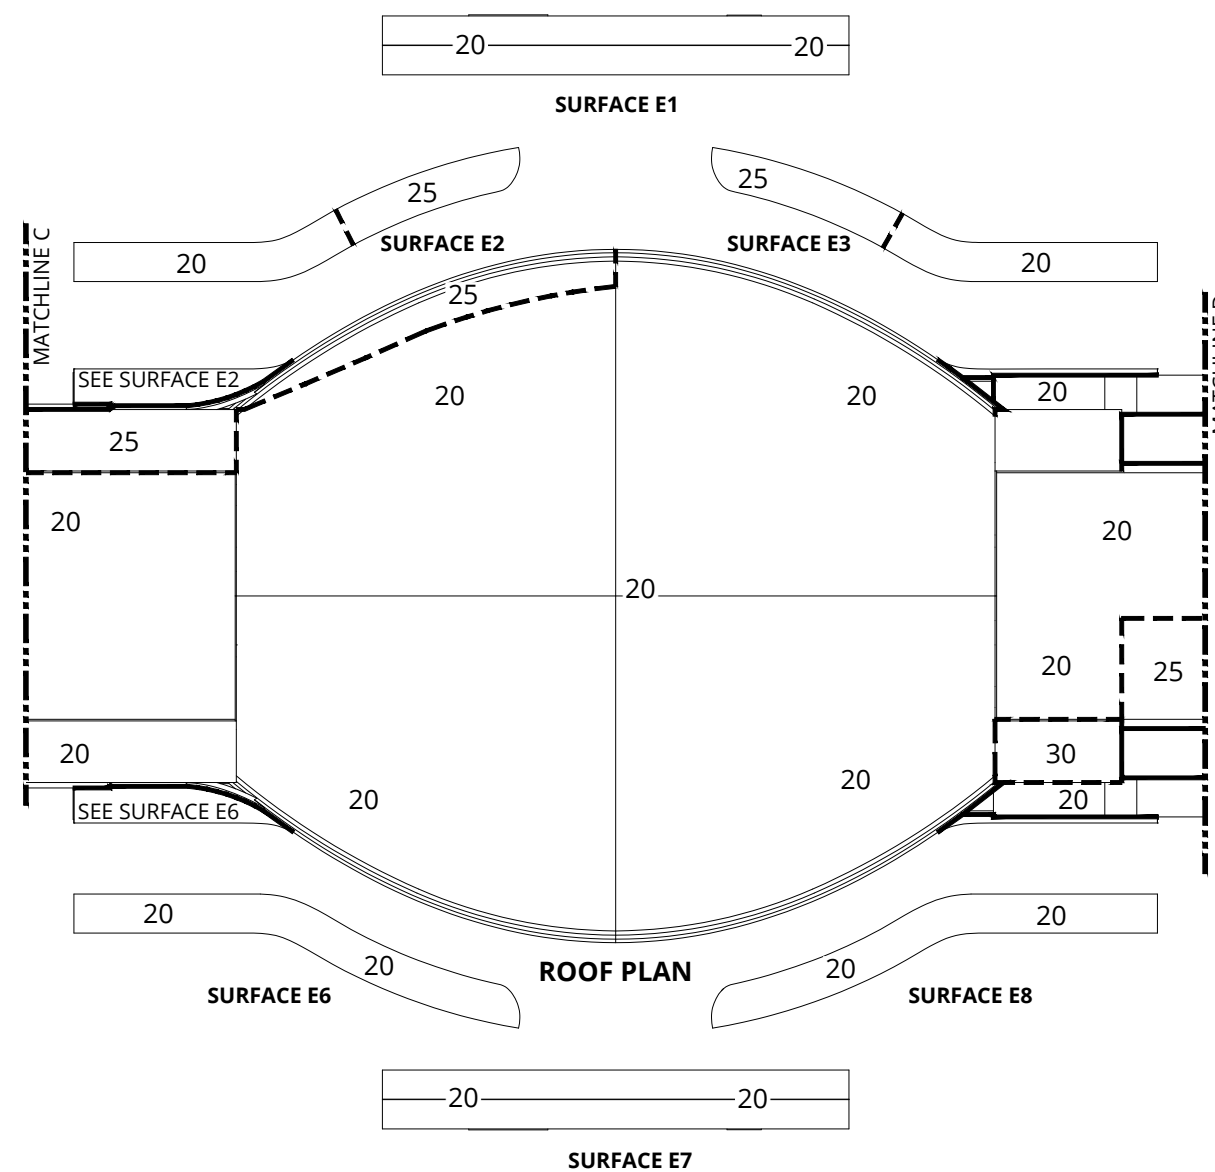 20 20
SURFACE E1
25 25
SURFACE E2 SURFACE E3
20 20
MATCHLINE C
25
SEE SURFACE E2
20 20 20
25
20 20
20
20 25
20 30
20 20 20
SEE SURFACE E6
20 20
ROOF PLAN
20 20
SURFACE E6 SURFACE E8
20 20
SURFACE E7